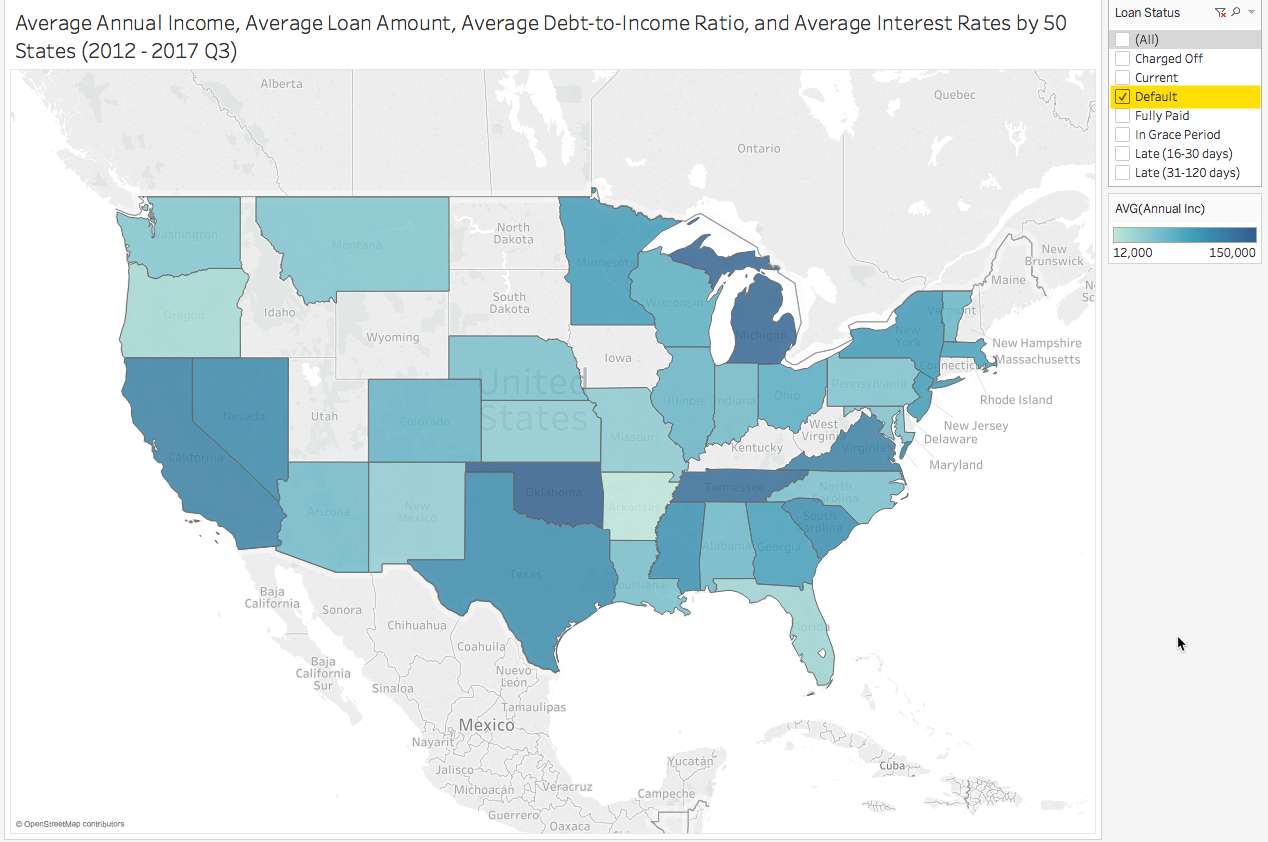 Average Annual Income, Average Loan Amount, Average Debt-to-Income Ratio, and Average Interest Rates by 50
States (2012 - 2017 Q3)
Loan Status
(All)
Charged Off
Current
Default
Fully Paid
In Grace Period
Late (16-30 days)
Late (31-120 days)
AVG(Annual Inc)
12,000
150,000
Alberta
Quebec
Ontario
Washington
Montana
North
Dakota
Minnesota
New
Brunswick
Maine
Oregon
Idaho
South
Dakota
Wisconsin
Vermont
Wyoming
Michigan
New
York
New Hampshire
Massachusetts
Iowa
Connectic
United
States
Pennsylvania
Rhode Island
Nevada
Utah
Colorado
Illinois
Indiana
Ohio
West
Virginia
New Jersey
Delaware
Missouri
Kentucky
Virginia
California
Maryland
Oklahoma
Tennessee
North
Carolina
Arizona
New
Mexico
Arkansas
South
Carolina
Alabama
Georgia
Texas
Louisiana
Baja
California
Sonora
Chihuahua
Florida
Coahuila
Baja
California
Sur
Nuevo
León
Sinaloa
Tamaulipas
Mexico
Nayarit
Yucatán
Cuba
Jalisco
Michoacán
Veracruz
Campeche
Guerrero
Oaxaca
© OpenStreetMap contributors